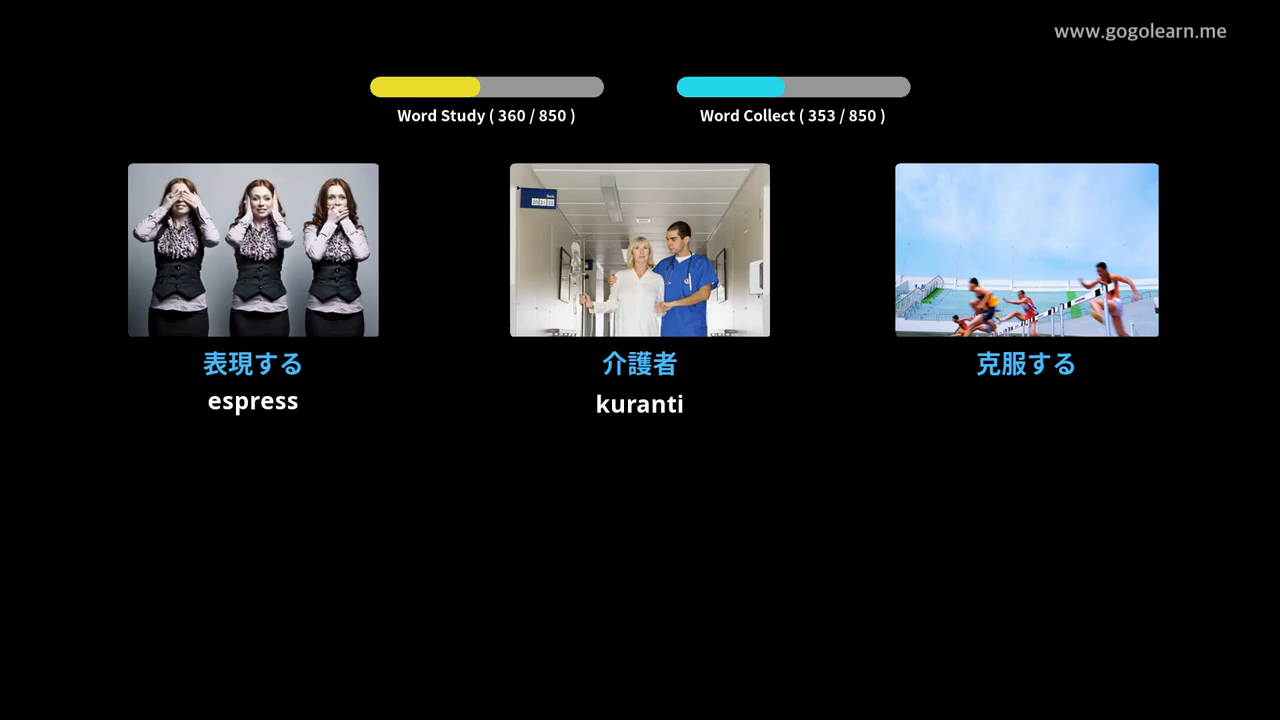 www.gogolearn.me
Word Study ( 360 / 850 )
Word Collect ( 353 / 850 )
表現する
介護者
克服する
espress
kuranti